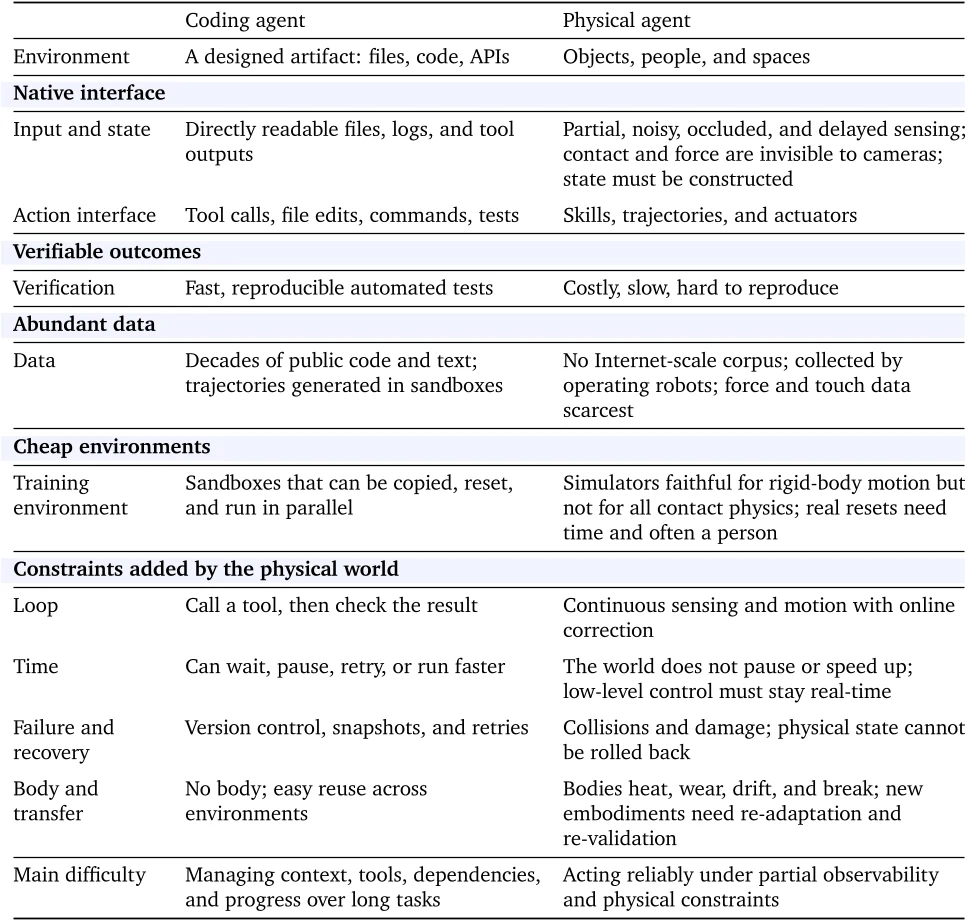 Coding agent Physical agent
Environment A designed artifact: files, code, APIs Objects, people, and spaces
Native interface
Input and state Directly readable files, logs, and tool Partial, noisy, occluded, and delayed sensing;
outputs contact and force are invisible to cameras;
state must be constructed
Action interface Tool calls, file edits, commands, tests Skills, trajectories, and actuators
Verifiable outcomes
Verification Fast, reproducible automated tests Costly, slow, hard to reproduce
Abundant data
Data Decades of public code and text; No Internet-scale corpus; collected by
trajectories generated in sandboxes operating robots; force and touch data
scarcest
Cheap environments
Training Sandboxes that can be copied, reset, Simulators faithful for rigid-body motion but
environment and run in parallel not for all contact physics; real resets need
time and often a person
Constraints added by the physical world
Loop Call a tool, then check the result Continuous sensing and motion with online
correction
Time Can wait, pause, retry, or run faster The world does not pause or speed up;
low-level control must stay real-time
Failure and Version control, snapshots, and retries Collisions and damage; physical state cannot
recovery be rolled back
Body and No body; easy reuse across Bodies heat, wear, drift, and break; new
transfer environments embodiments need re-adaptation and
re-validation
Main difficulty Managing context, tools, dependencies, Acting reliably under partial observability
and progress over long tasks and physical constraints